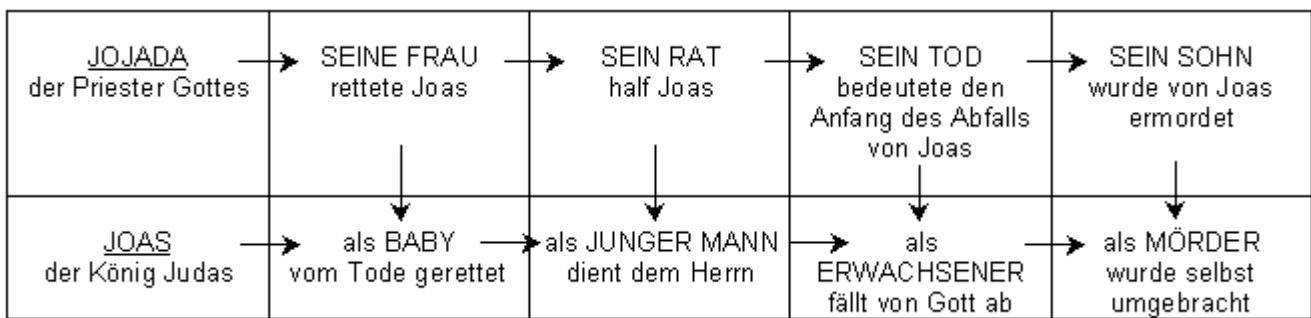 JOJADA
der Priester Gottes
SEINE FRAU
rettete Joas
SEIN RAT
half Joas
SEIN TOD
bedeutete den
Anfang des Abfalls
von Joas
SEIN SOHN
wurde von Joas
ermordet
JOAS
der König Judas
als BABY
vom Tode gerettet
als JUNGER MANN
dient dem Herrn
als
ERWACHSENER
fällt von Gott ab
als MÖRDER
wurde selbst
umgebracht